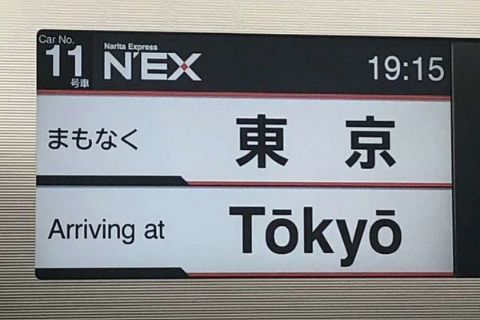 Car No.
11
号車
Narita Express
N'EX
19:15
まもなく 東京
Arriving at Tōkyō